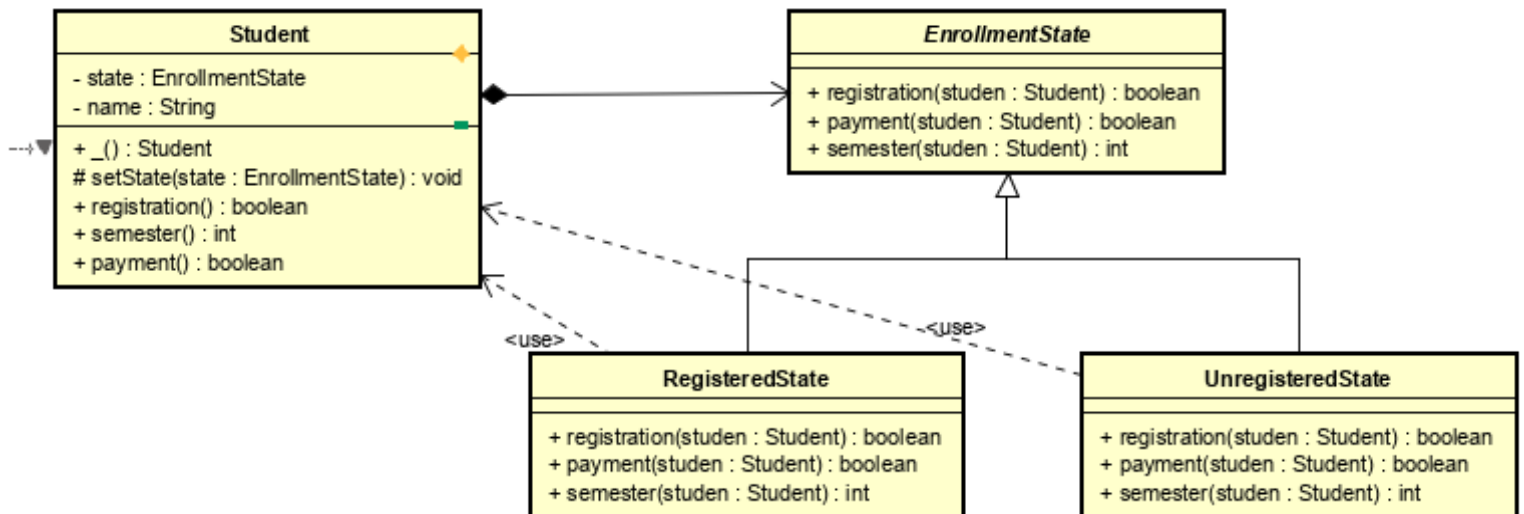 Student
- state : EnrollmentState
- name : String
+ _() : Student
# setState(state : EnrollmentState) : void
+ registration() : boolean
+ semester() : int
+ payment() : boolean
EnrollmentState
+ registration(studen : Student) : boolean
+ payment(studen : Student) : boolean
+ semester(studen : Student) : int
<use>
<use>
RegisteredState
+ registration(studen : Student) : boolean
+ payment(studen : Student) : boolean
+ semester(studen : Student) : int
UnregisteredState
+ registration(studen : Student) : boolean
+ payment(studen : Student) : boolean
+ semester(studen : Student) : int